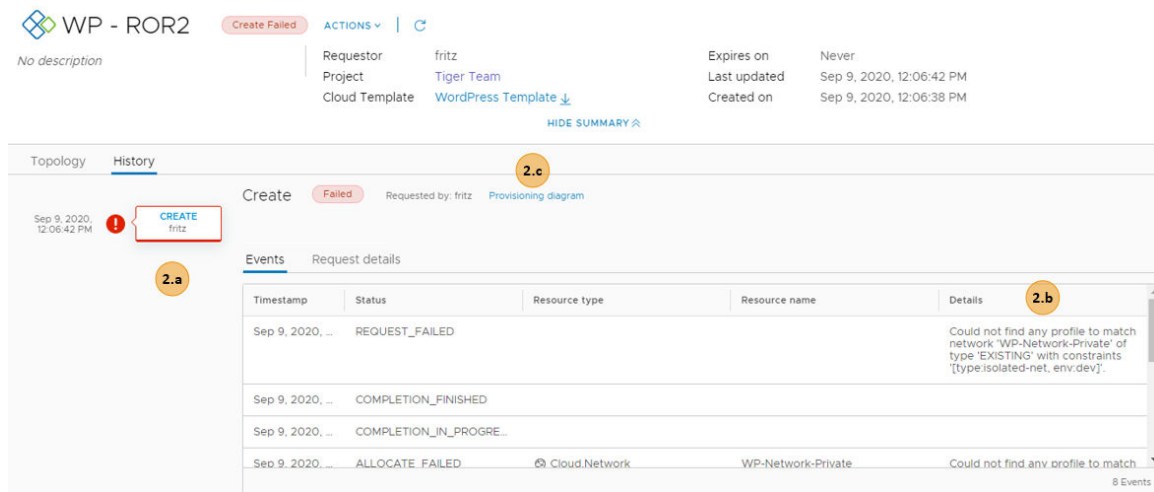 WP - ROR2 Create Failed ACTIONS
No description
Requestor fritz Expires on Never
Project Tiger Team Last updated Sep 9, 2020, 12:06:42 PM
Cloud Template WordPress Template Created on Sep 9, 2020, 12:06:38 PM
HIDE SUMMARY
Topology History
2.c
Create Failed Requested by: fritz Provisioning diagram
Sep 9, 2020,
12:06:42 PM
CREATE
fritz
2.a
Events Request details
2.b
Timestamp Status Resource type Resource name Details
Sep 9, 2020, ... REQUEST_FAILED Could not find any profile to match
network 'WP-Network-Private' of
type 'EXISTING' with constraints
'[type:isolated-net, env:dev]'.
Sep 9, 2020, ... COMPLETION_FINISHED
Sep 9, 2020, ... COMPLETION_IN_PROGRE...
Sep 9, 2020, ... ALLOCATE_FAILED Cloud.Network WP-Network-Private Could not find any profile to match
8 Events